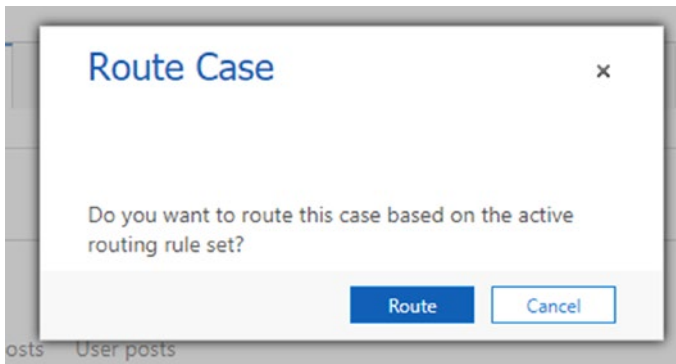 Route Case
×
Do you want to route this case based on the active
routing rule set?
Route Cancel
osts User posts